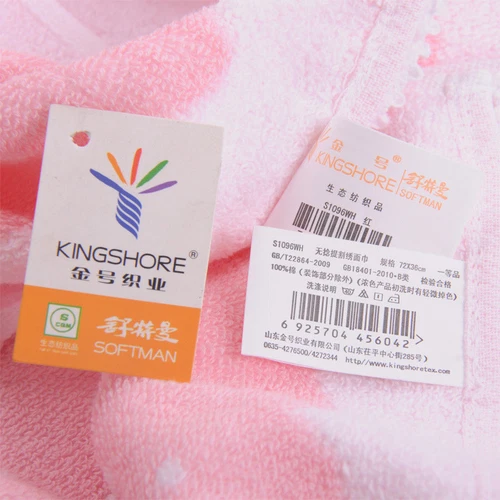 KINGSHORE®
金号织业
CSM
生态纺织品
舒特曼
SOFTMAN
金号®
KINGSHORE
舒特曼
SOFTMAN
生态纺织品
S1096WH 红
S1096WH 无捻提割绣面巾 规格 72X36cm 一等品
GB/T22864-2009 GB18401-2010*B类 检验合格
100%棉(装饰部分除外) (深色产品初洗时有轻微掉色)
洗涤说明
6 925704 456042
山东金号织业有限公司 (山东茌平中心街285号)
0635-4276500/4272344 http//www.kingshoretex.com